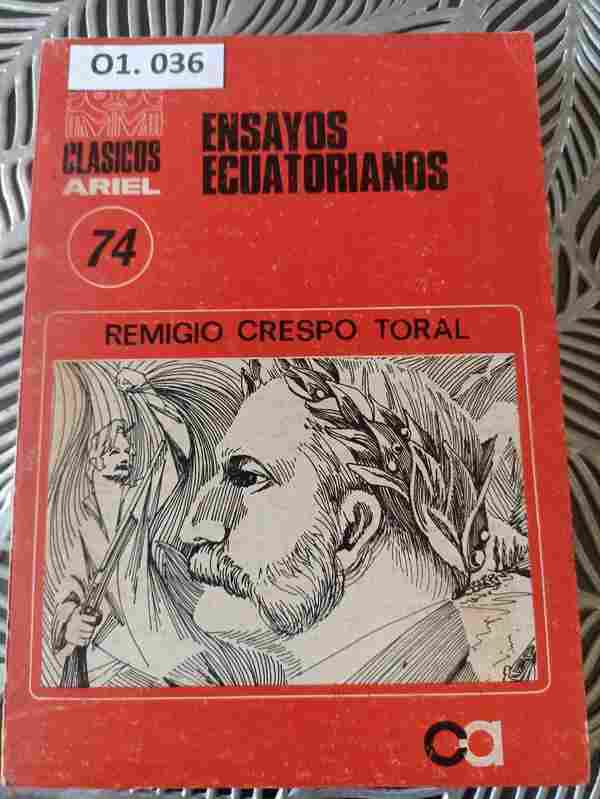 O1. 036
CLASICOS
ARIEL
74
ENSAYOS
ECUATORIANOS
REMIGIO CRESPO TORAL
ca